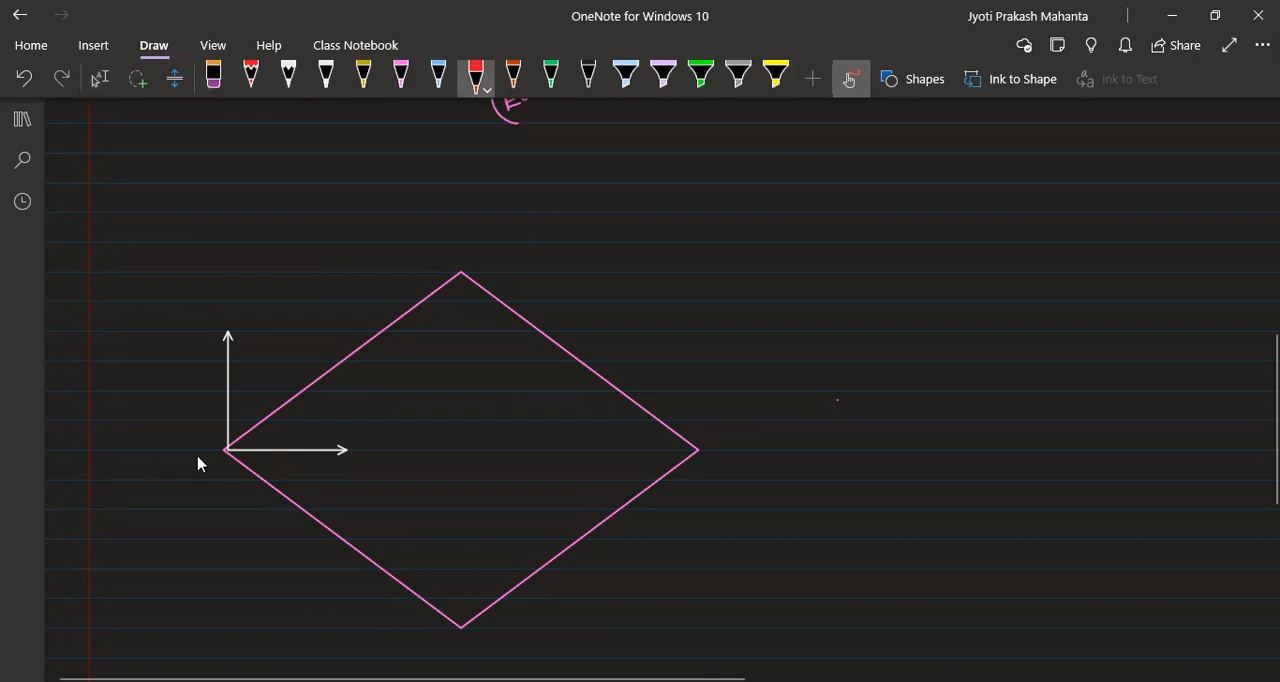 OneNote for Windows 10
Jyoti Prakash Mahanta
Home Insert Draw View Help Class Notebook
Share
Shapes
Ink to Shape
Ink to Text